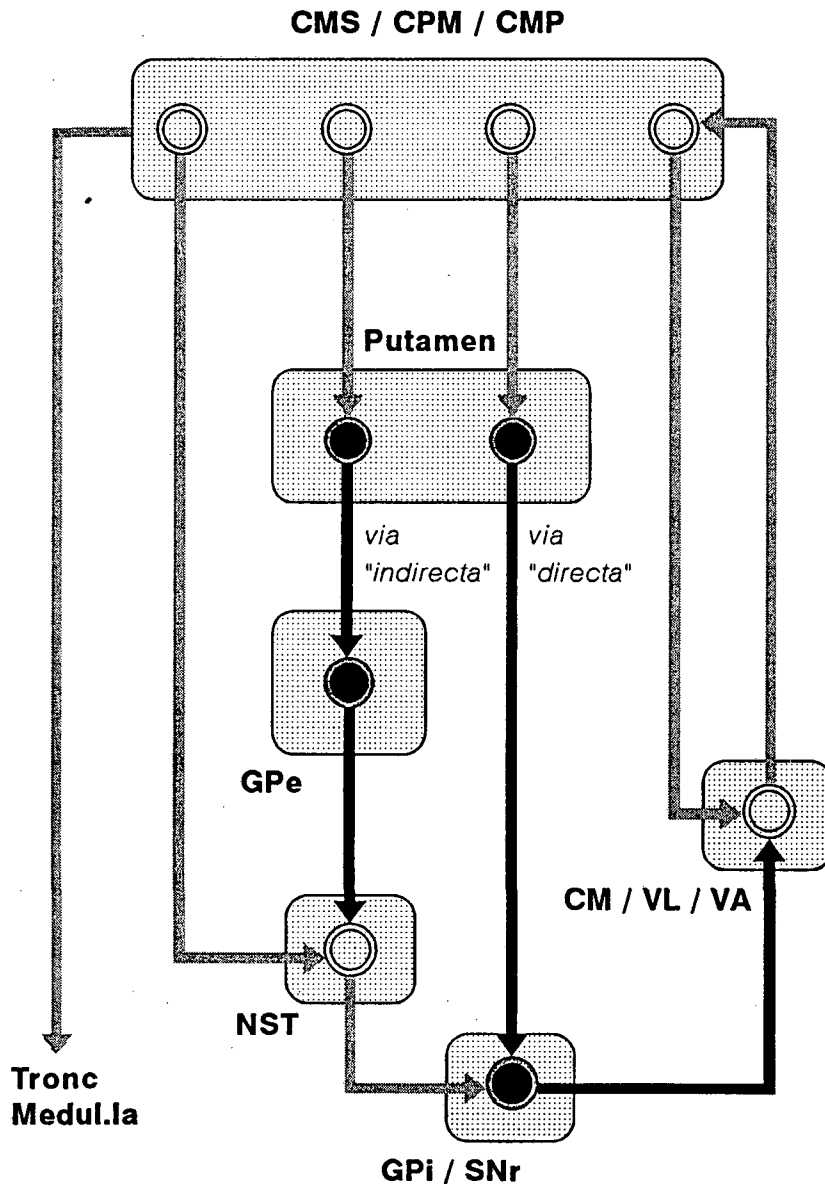 CMS / CPM / CMP
Putamen
via
"indirecta"
via
"directa"
GPe
CM / VL / VA
NST
Tronc
Medul.la
GPi / SNr